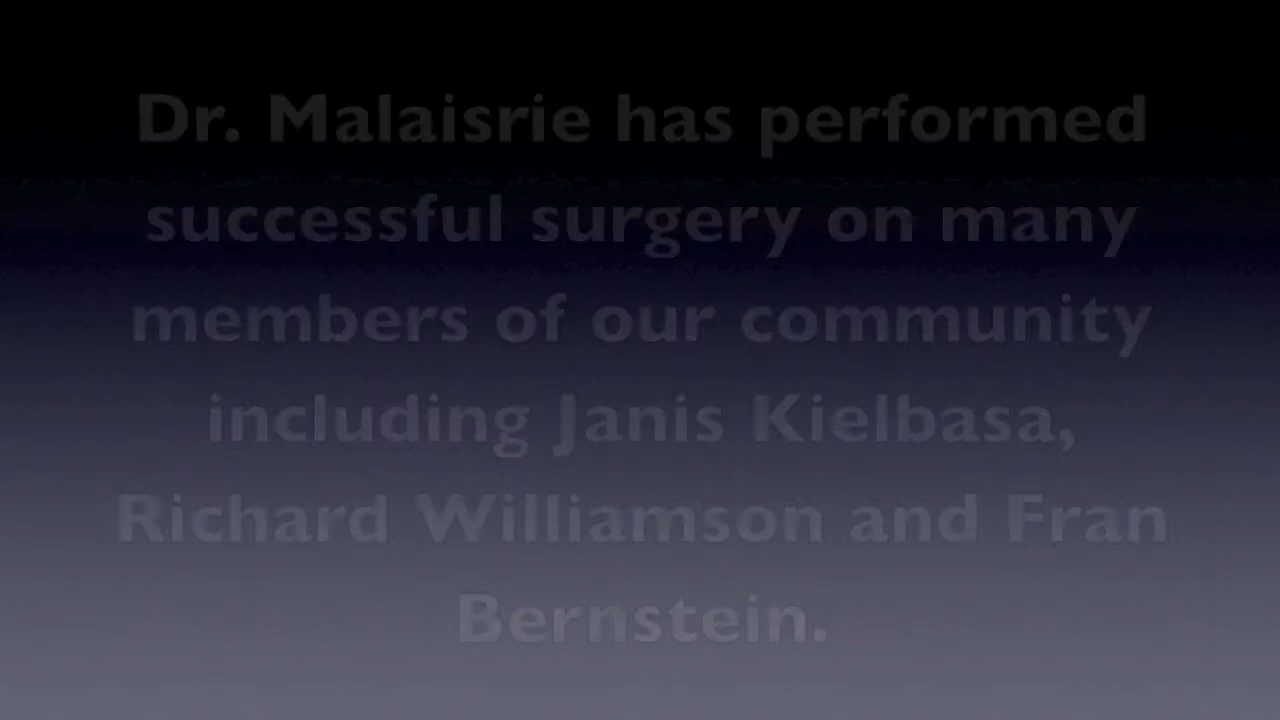 Dr. Malaisrie has performed
successful surgery on many
members of our community
including Janis Kielbasa,
Richard Williamson and Fran
Bernstein.